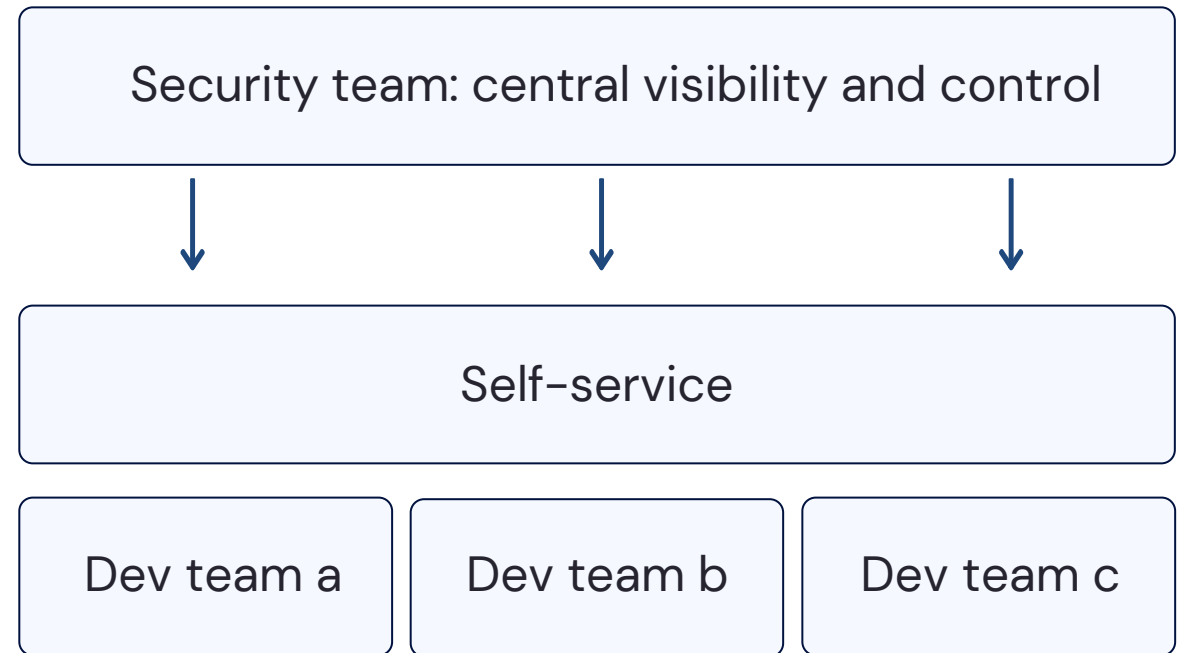 Security team: central visibility and control
Self-service
Dev team a
Dev team b
Dev team c